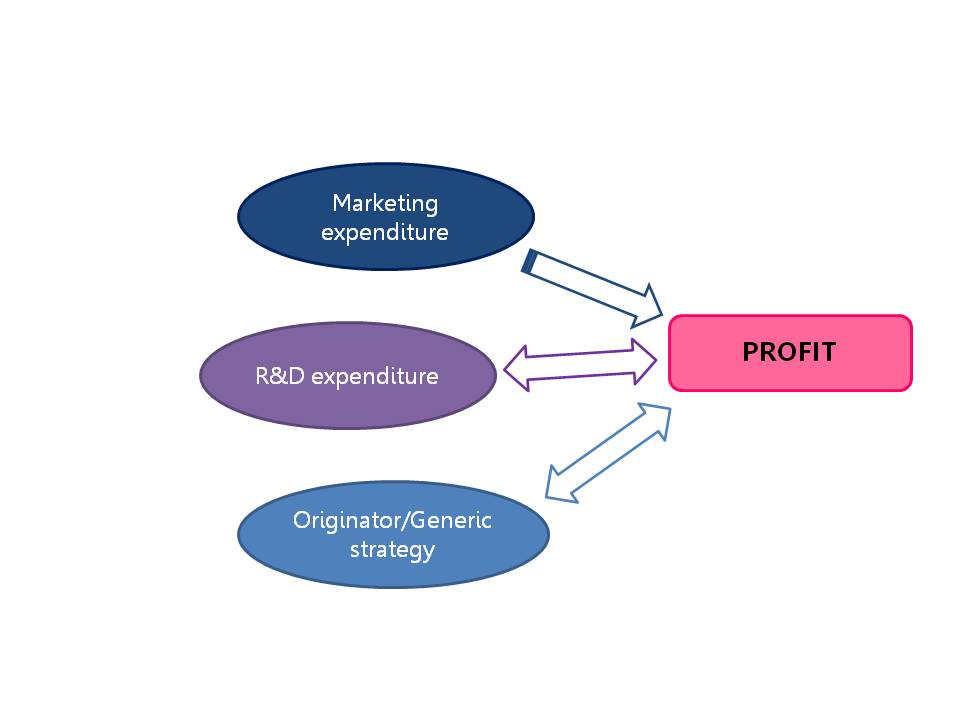 Marketing
expenditure
R&D expenditure
PROFIT
Originator/Generic
strategy